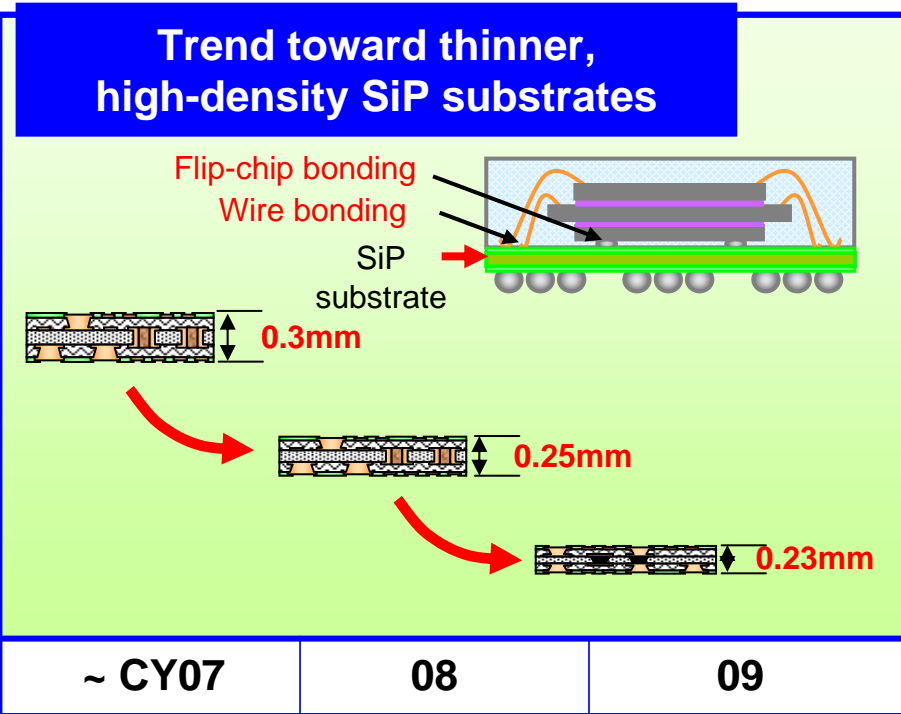 Trend toward thinner,
high-density SiP substrates
Flip-chip bonding
Wire bonding
SiP
substrate
0.3mm
0.25mm
0.23mm
~ CY07
08
09